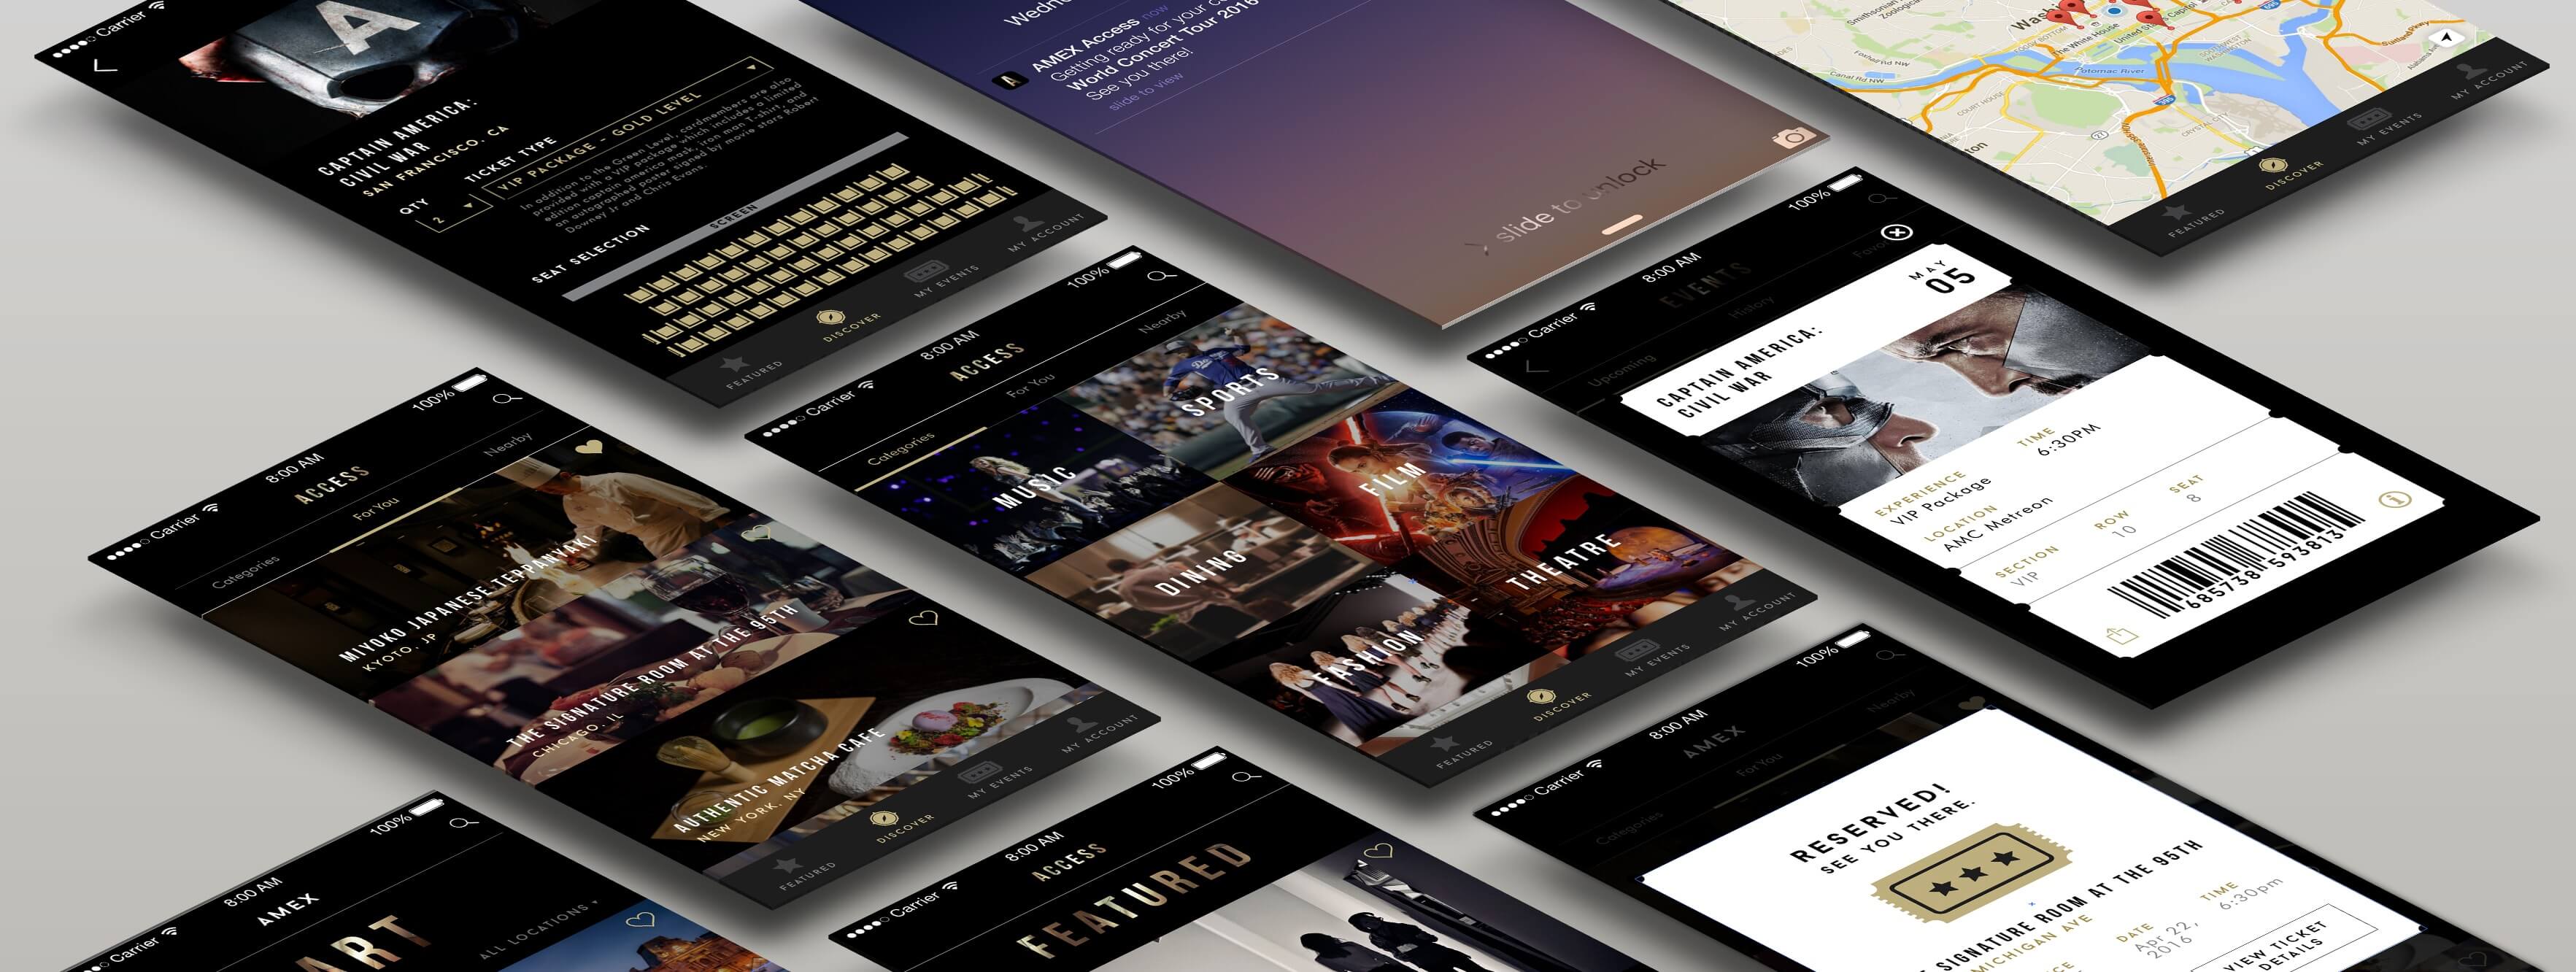 Carrier
CAPTAIN AMERICA:
CIVIL WAR
SAN FRANCISCO, CA
QTY
TICKET TYPE
2
VIP PACKAGE – GOLD LEVEL
In addition to the Green Level, cardmembers are also
provided with a VIP package which includes a limited
edition captain america mask, iron man T-shirt, and
an autographed poster signed by movie stars Robert
Downey Jr and Chris Evans.
SEAT SELECTION
SCREEN
FEATURED
DISCOVER
MY EVENTS
MY ACCOUNT
A
AMEX Access now
Getting ready for your
World Concert Tour 2016
See you there!
slide to view
slide to unlock
The White House
Potomac River
CRYSTAL CITY
FEATURED
DISCOVER
MY EVENTS
MY ACCOUNT
Carrier
8:00 AM
100%
ACCESS
Categories
For You
Nearby
MIYOKO JAPANESE TEPPANYAKI
KYOTO, JP
THE SIGNATURE ROOM AT THE 95TH
CHICAGO, IL
AUTHENTIC MATCHA CAFE
NEW YORK, NY
FEATURED
DISCOVER
MY EVENTS
MY ACCOUNT
Carrier
8:00 AM
100%
ACCESS
Categories
For You
Nearby
MUSIC
SPORTS
DINING
FILM
FASHION
THEATRE
FEATURED
DISCOVER
MY EVENTS
MY ACCOUNT
Carrier
8:00 AM
100%
EVENTS
Upcoming
History
CAPTAIN AMERICA:
CIVIL WAR
MAY
05
EXPERIENCE
VIP Package
TIME
6:30PM
LOCATION
AMC Metreon
SECTION
VIP
ROW
10
SEAT
8
685738 593813
Carrier
8:00 AM
100%
AMEX
ART
ALL LOCATIONS
Carrier
8:00 AM
100%
ACCESS
FEATURED
Carrier
8:00 AM
100%
AMEX
Categories
For You
Nearby
RESERVED!
SEE YOU THERE.
SIGNATURE ROOM AT THE 95TH
MICHIGAN AVE
DATE
Apr 22,
2016
TIME
6:30pm
VIEW TICKET
DETAILS